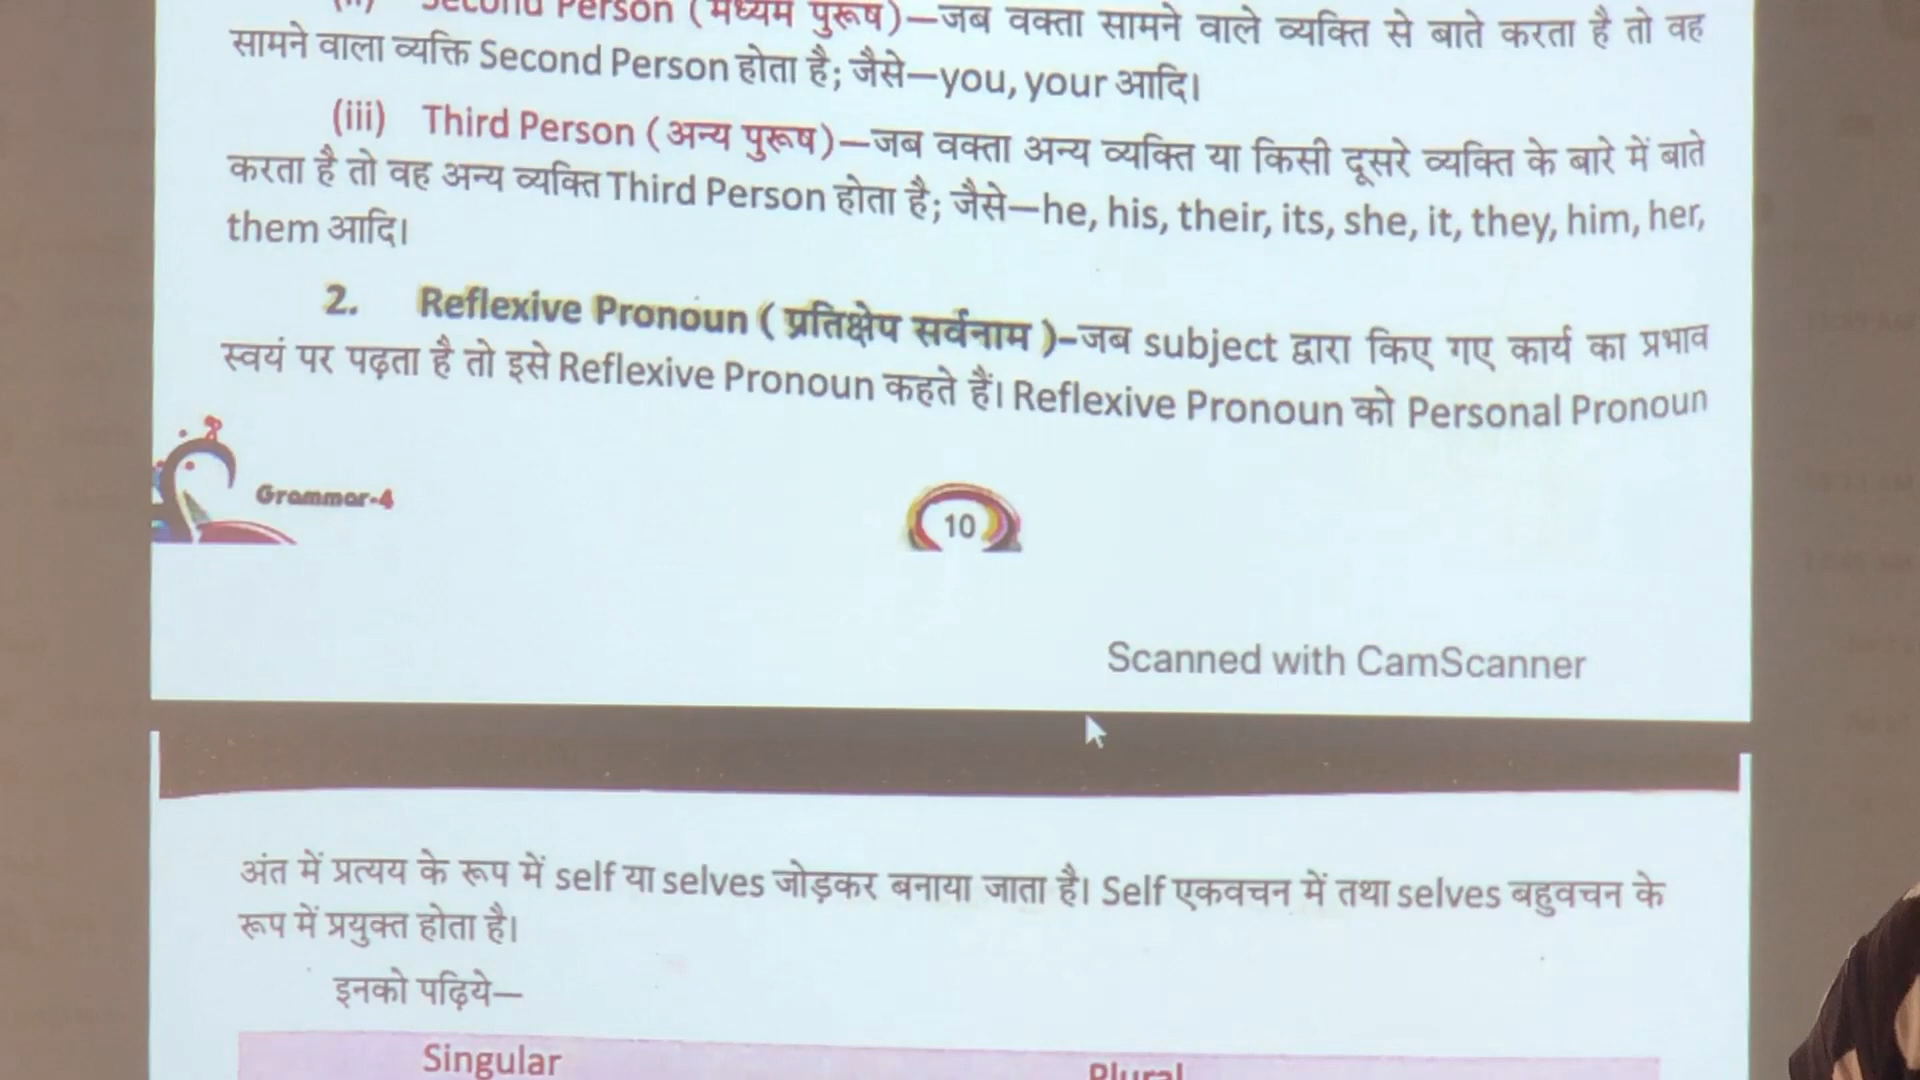 (ii) Second Person (मध्यम पुरूष)—जब वक्ता सामने वाले व्यक्ति से बाते करता है तो वह
सामने वाला व्यक्ति Second Person होता है; जैसे—you, your आदि।
(iii) Third Person (अन्य पुरूष)—जब वक्ता अन्य व्यक्ति या किसी दूसरे व्यक्ति के बारे में बाते
करता है तो वह अन्य व्यक्ति Third Person होता है; जैसे—he, his, their, its, she, it, they, him, her,
them आदि।
2. Reflexive Pronoun ( प्रतिक्षेप सर्वनाम )–जब subject द्वारा किए गए कार्य का प्रभाव
स्वयं पर पढ़ता है तो इसे Reflexive Pronoun कहते हैं। Reflexive Pronoun को Personal Pronoun
Grammar-4
10
Scanned with CamScanner
अंत में प्रत्यय के रूप में self या selves जोड़कर बनाया जाता है। Self एकवचन में तथा selves बहुवचन के
रूप में प्रयुक्त होता है।
इनको पढ़िये—
Singular Plural